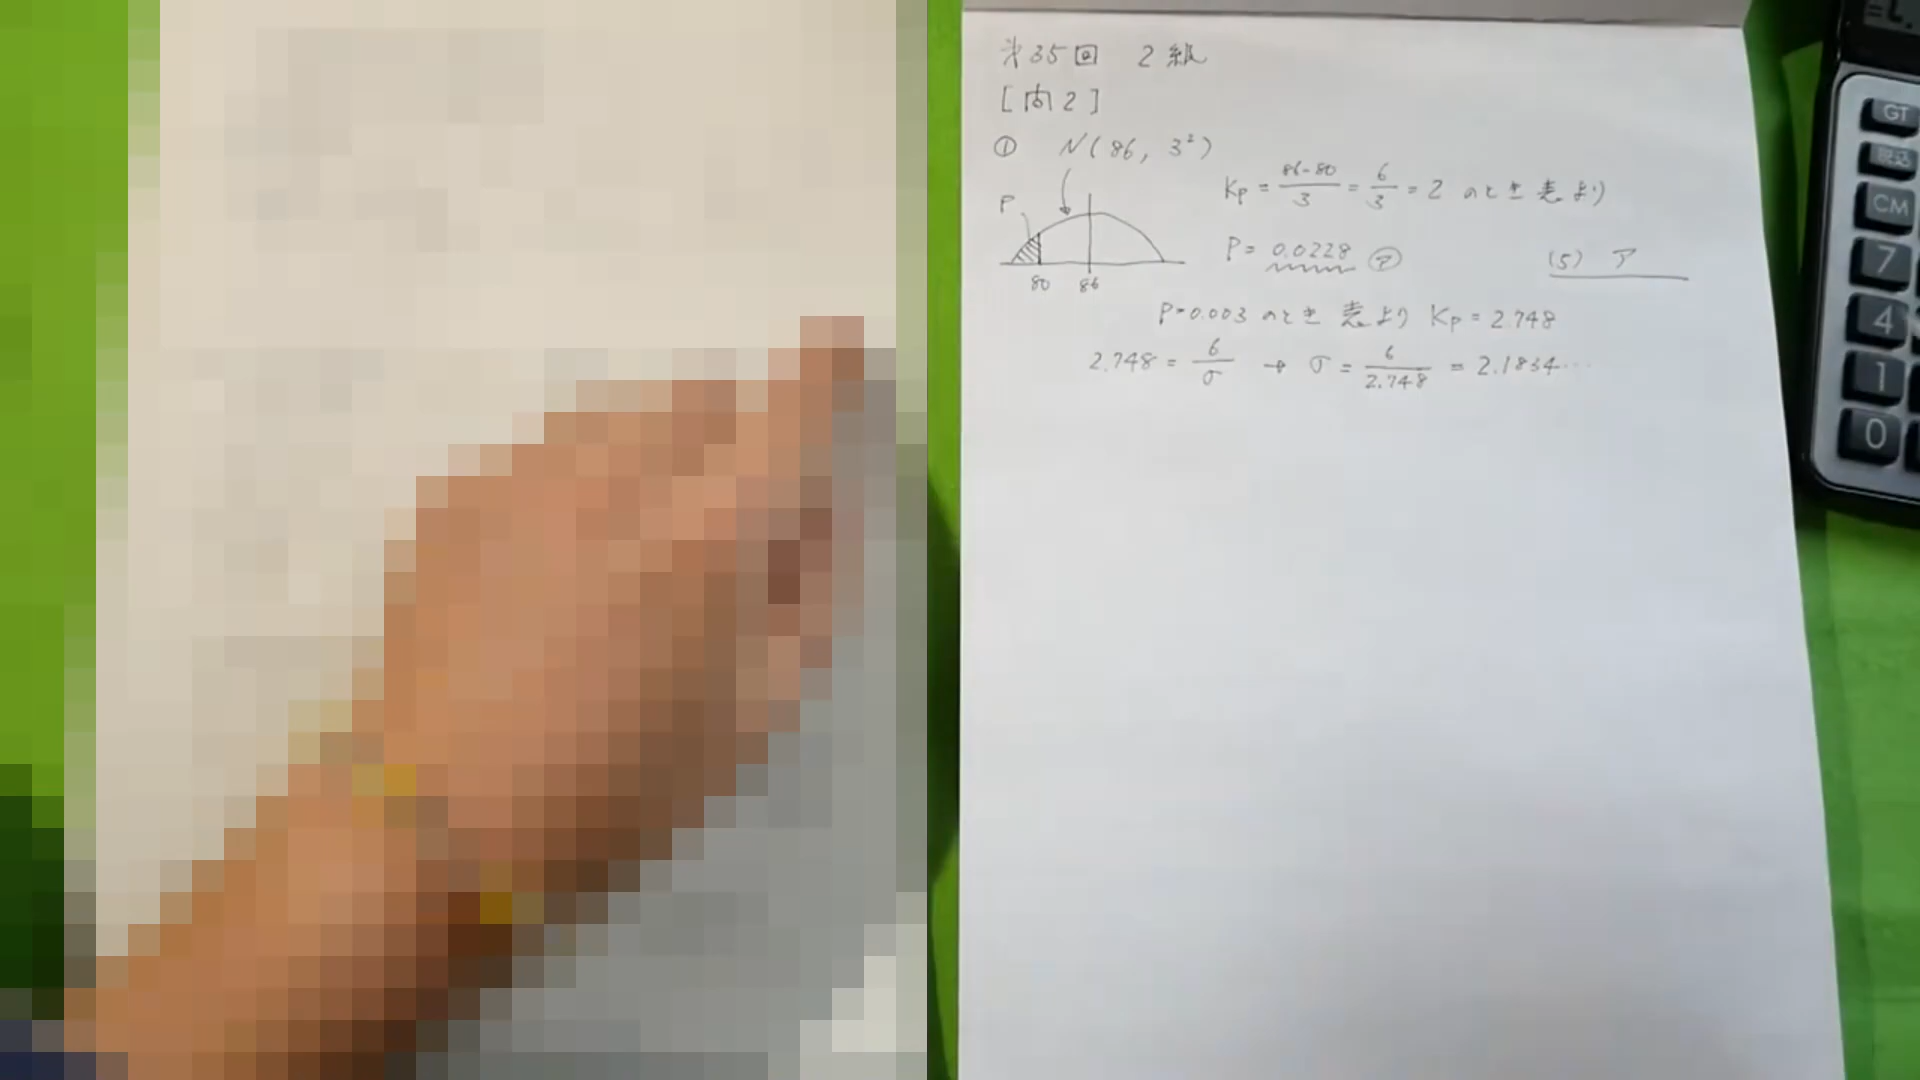 第35回 2級
[問2]
① N(86, 3²)
Kp = 86-80/3 = 6/3 = 2 のとき表より
P
P = 0.0228 ㋐
(5) ア
80 86
P=0.003 のとき 表より Kp = 2.748
2.748 = 6/σ → σ = 6/2.748 = 2.1834…
GT
税込
CM
7
4
1
0